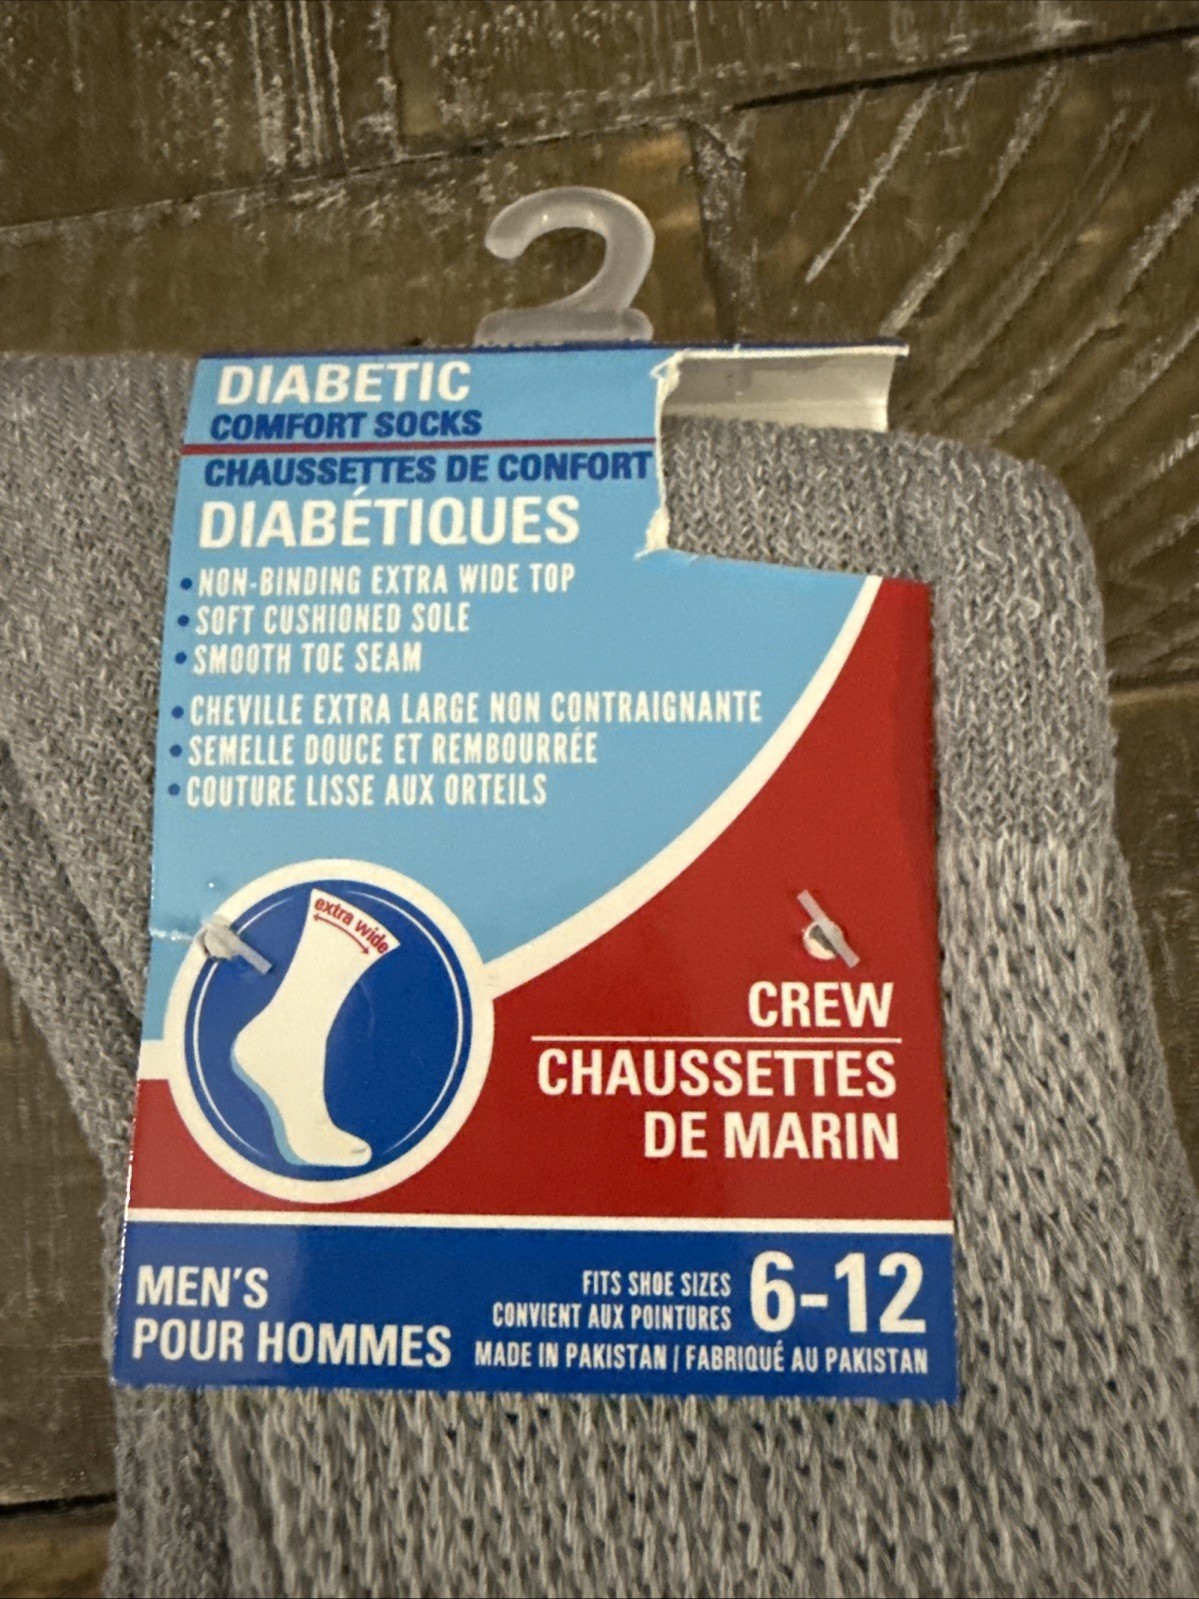 DIABETIC
COMFORT SOCKS
CHAUSSETTES DE CONFORT
DIABÉTIQUES
• NON-BINDING EXTRA WIDE TOP
• SOFT CUSHIONED SOLE
• SMOOTH TOE SEAM
• CHEVILLE EXTRA LARGE NON CONTRAIGNANTE
• SEMELLE DOUCE ET REMBOURRÉE
• COUTURE LISSE AUX ORTEILS
extra wide
CREW
CHAUSSETTES
DE MARIN
MEN'S
POUR HOMMES
FITS SHOE SIZES
CONVIENT AUX POINTURES
6-12
MADE IN PAKISTAN / FABRIQUÉ AU PAKISTAN